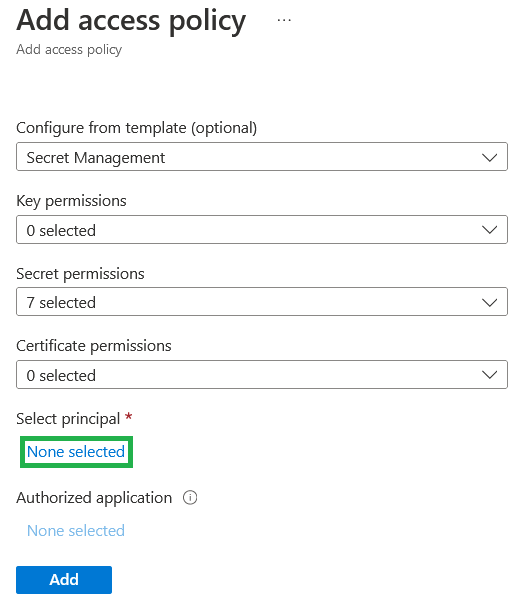 Add access policy ...
Add access policy
Configure from template (optional)
Secret Management
Key permissions
0 selected
Secret permissions
7 selected
Certificate permissions
0 selected
Select principal *
None selected
Authorized application
None selected
Add